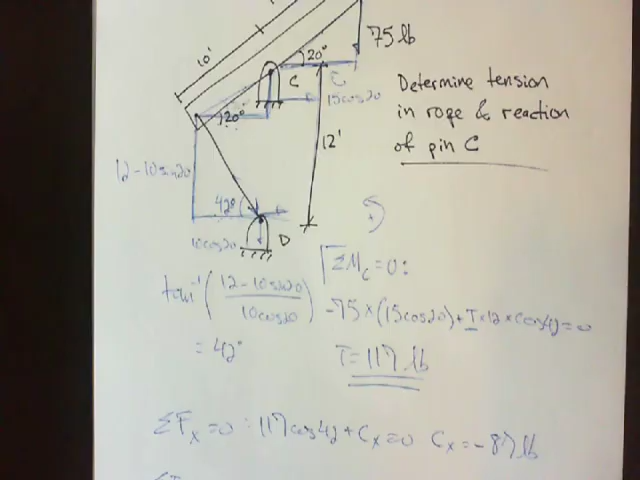 75 lb
10'
20°
C
C
15cos20
Determine tension
in rope & reaction
of pin C
20°
12'
12-10sin20
42°
10cos20
D
ΣMc=0:
tan⁻¹(12-10sin20/10cos20)
-75×(15cos20)+T×12×cos42=0
=42°
T=117 lb
ΣFx=0: 117cos42+Cx=0 Cx=-87 lb